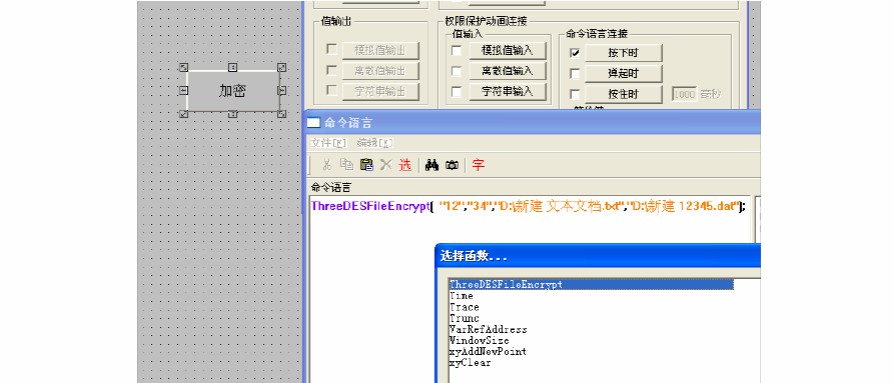 值输出
模拟值输出
离散值输出
字符串输出
权限保护动画连接
值输入
模拟值输入
离散值输入
字符串输入
命令语言连接
按下时
弹起时
按住时
1000 毫秒
加密
命令语言
文件[F] 编辑[E]
选
字
命令语言
ThreeDESFileEncrypt( "12","34","D:\新建 文本文档.txt","D:\新建 12345.dat");
选择函数...
ThreeDESFileEncrypt
Time
Trace
Trunc
VarRefAddress
WindowSize
xyAddNewPoint
xyClear